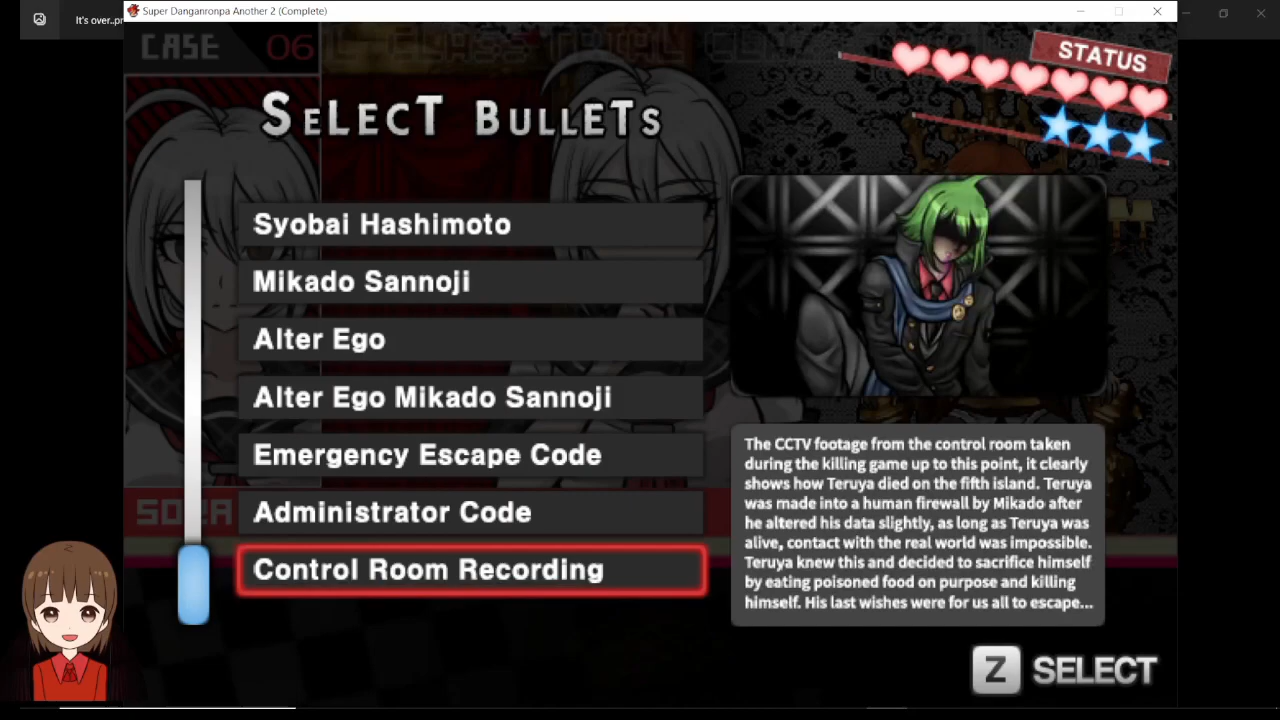 Super Danganronpa Another 2 (Complete)
It's over..pr
CASE 06
CLASS TRIAL
STATUS
SELECT BULLETS
Syobai Hashimoto
Mikado Sannoji
Alter Ego
Alter Ego Mikado Sannoji
Emergency Escape Code
Administrator Code
SORA
Control Room Recording
The CCTV footage from the control room taken
during the killing game up to this point, it clearly
shows how Teruya died on the fifth island. Teruya
was made into a human firewall by Mikado after
he altered his data slightly, as long as Teruya was
alive, contact with the real world was impossible.
Teruya knew this and decided to sacrifice himself
by eating poisoned food on purpose and killing
himself. His last wishes were for us all to escape...
Z SELECT